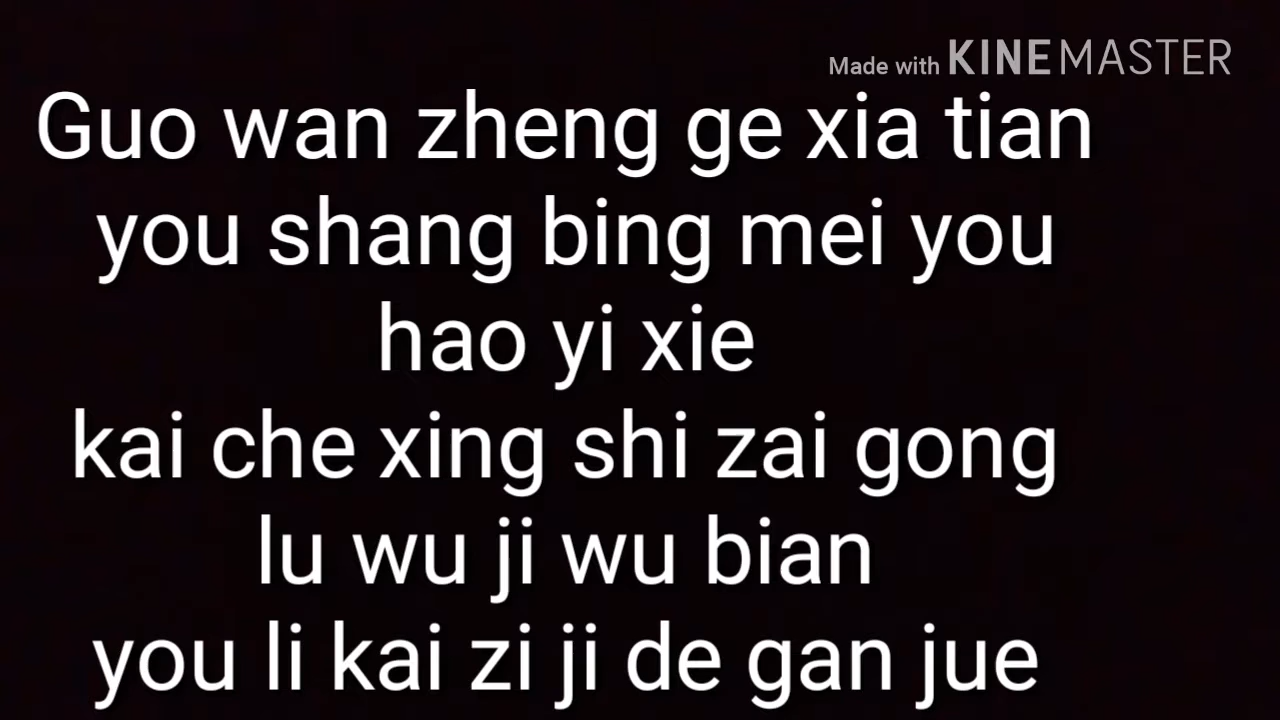 Made with KINEMASTER
Guo wan zheng ge xia tian
you shang bing mei you
hao yi xie
kai che xing shi zai gong
lu wu ji wu bian
you li kai zi ji de gan jue